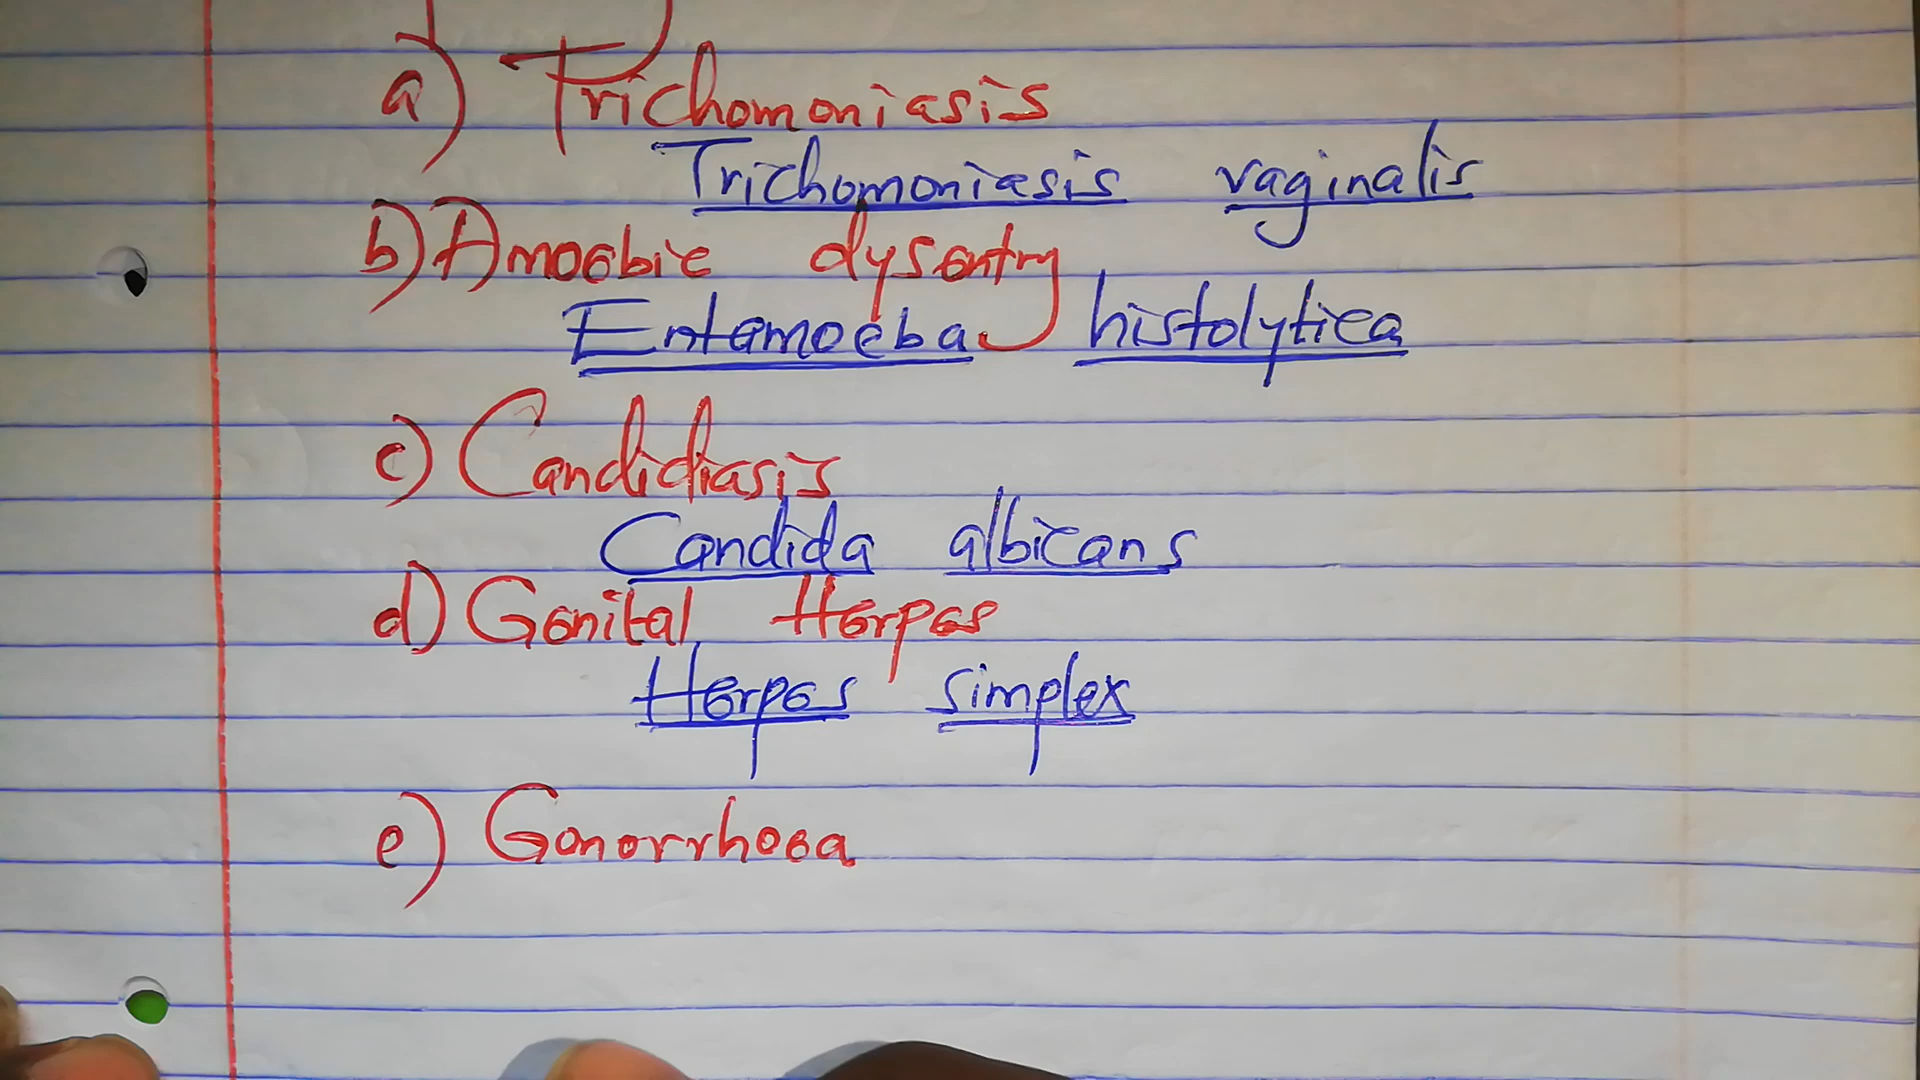 a) Trichomoniasis
Trichomoniasis vaginalis
b) Amoebic dysentry
Entamoeba histolytica
c) Candidiasis
Candida albicans
d) Genital Herpes
Herpes simplex
e) Gonorrhoea